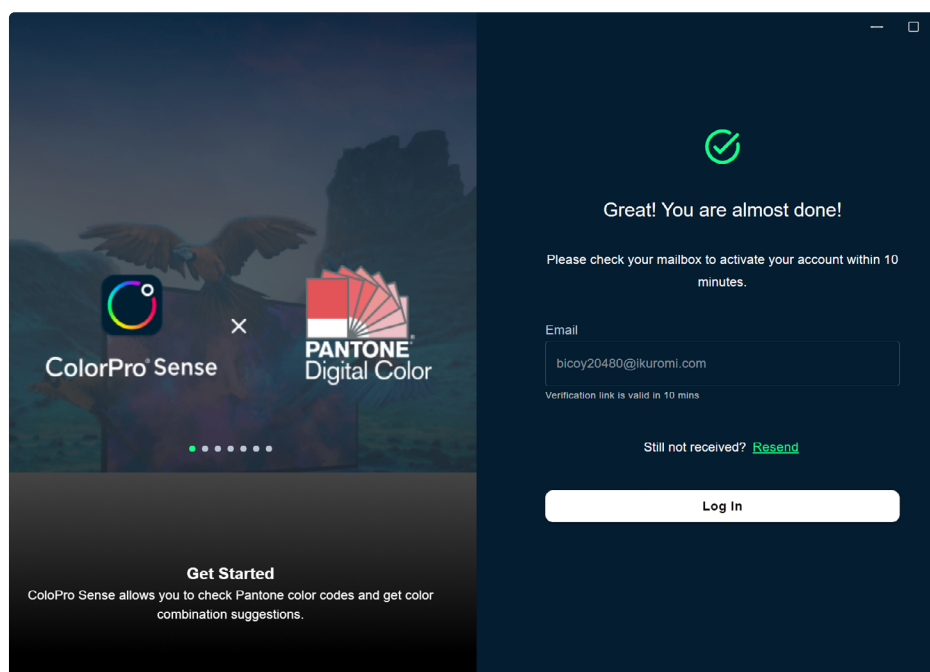 ColorPro® Sense
PANTONE®
Digital Color
Get Started
ColoPro Sense allows you to check Pantone color codes and get color
combination suggestions.
Great! You are almost done!
Please check your mailbox to activate your account within 10
minutes.
Email
bicoy20480@ikuromi.com
Verification link is valid in 10 mins
Still not received? Resend
Log In